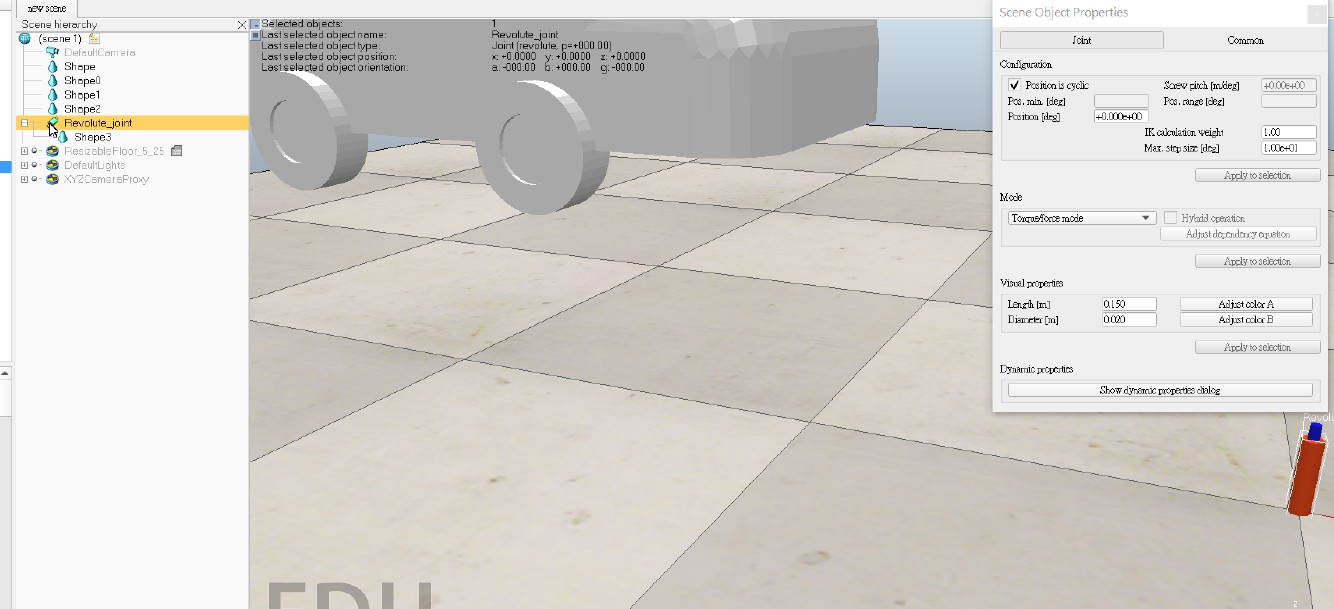 new scene
Scene hierarchy
(scene 1)
DefaultCamera
Shape
Shape0
Shape1
Shape2
Revolute_joint
Shape3
ResizableFloor_5_25
DefaultLights
XYZCameraProxy
Selected objects: 1
Last selected object name: Revolute_joint
Last selected object type: Joint (revolute, p=+000.00)
Last selected object position: x: +0.0000 y: +0.0000 z: +0.0000
Last selected object orientation: a: -000.00 b: +000.00 g: -000.00
EDU
Scene Object Properties
Joint Common
Configuration
Position is cyclic Screw pitch [m/deg] +0.00e+00
Pos. min. [deg] Pos. range [deg]
Position [deg] +0.000e+00
IK calculation weight 1.00
Max. step size [deg] 1.00e+01
Apply to selection
Mode
Torque/force mode Hybrid operation
Adjust dependency equation
Apply to selection
Visual properties
Length [m] 0.150 Adjust color A
Diameter [m] 0.020 Adjust color B
Apply to selection
Dynamic properties
Show dynamic properties dialog